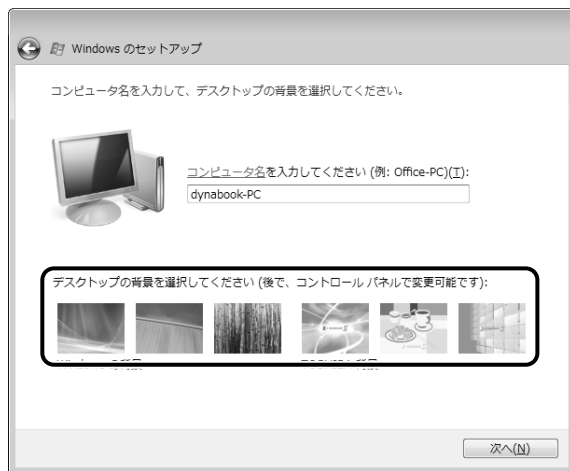 Windows のセットアップ
コンピュータ名を入力して、デスクトップの背景を選択してください。
コンピュータ名を入力してください (例: Office-PC)(T):
dynabook-PC
デスクトップの背景を選択してください (後で、コントロール パネルで変更可能です):
次へ(N)